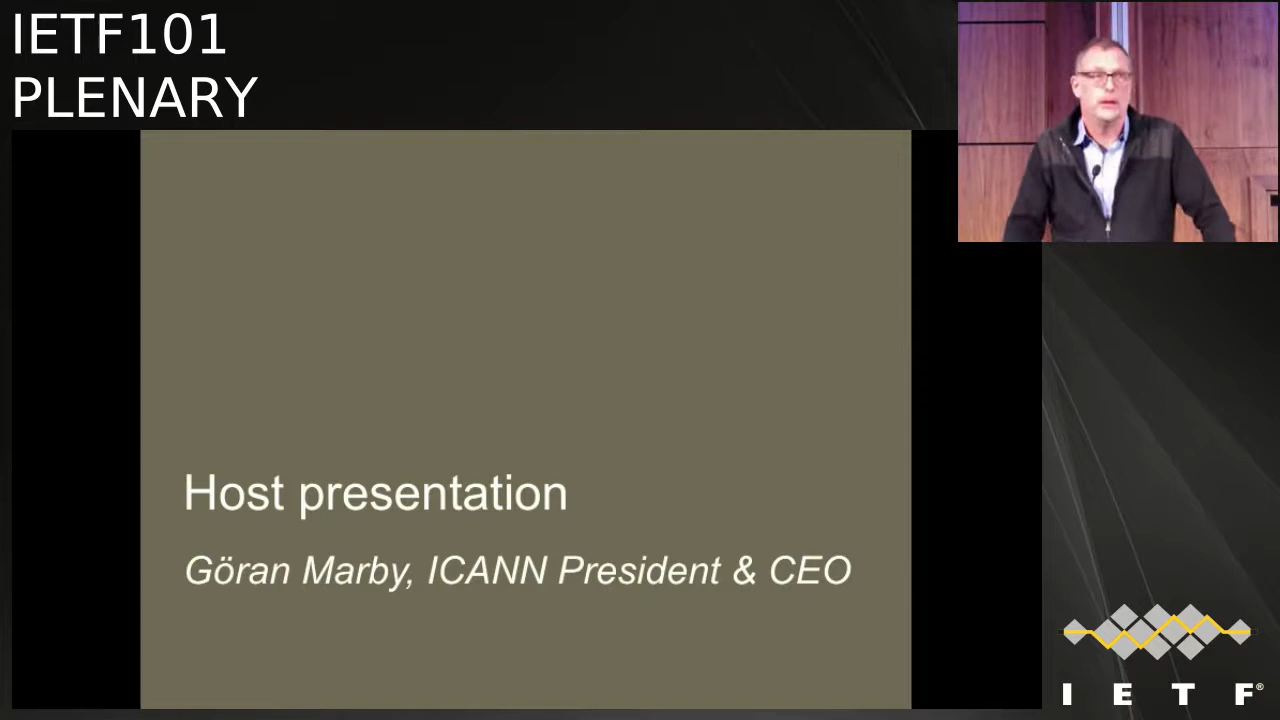 IETF101
PLENARY
Host presentation
Göran Marby, ICANN President & CEO
I E T F®